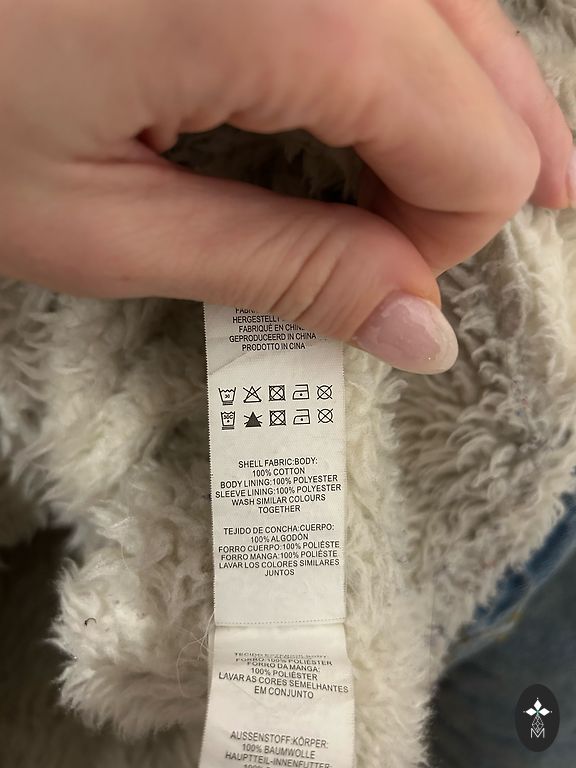 HERGESTELLT
FABRIQUÉ EN CHINE
GEPRODUCEERD IN CHINA
PRODOTTO IN CINA
30
30C
SHELL FABRIC:BODY:
100% COTTON
BODY LINING:100% POLYESTER
SLEEVE LINING:100% POLYESTER
WASH SIMILAR COLOURS
TOGETHER
TEJIDO DE CONCHA:CUERPO:
100% ALGODÓN
FORRO CUERPO:100% POLIÉSTE
FORRO MANGA:100% POLIÉSTE
LAVAR LOS COLORES SIMILARES
JUNTOS
FORRO:100% POLIÉSTER
FORRO DA MANGA:
100% POLIÉSTER
LAVAR AS CORES SEMELHANTES
EM CONJUNTO
AUSSENSTOFF:KÖRPER:
100% BAUMWOLLE
HAUPTTEIL-INNENFUTTER:
M